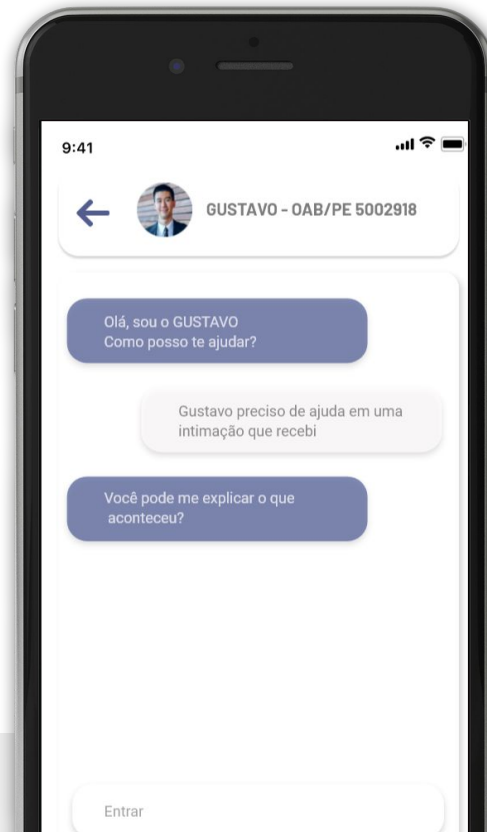 9:41
GUSTAVO - OAB/PE 5002918
Olá, sou o GUSTAVO
Como posso te ajudar?
Gustavo preciso de ajuda em uma
intimação que recebi
Você pode me explicar o que
aconteceu?
Entrar